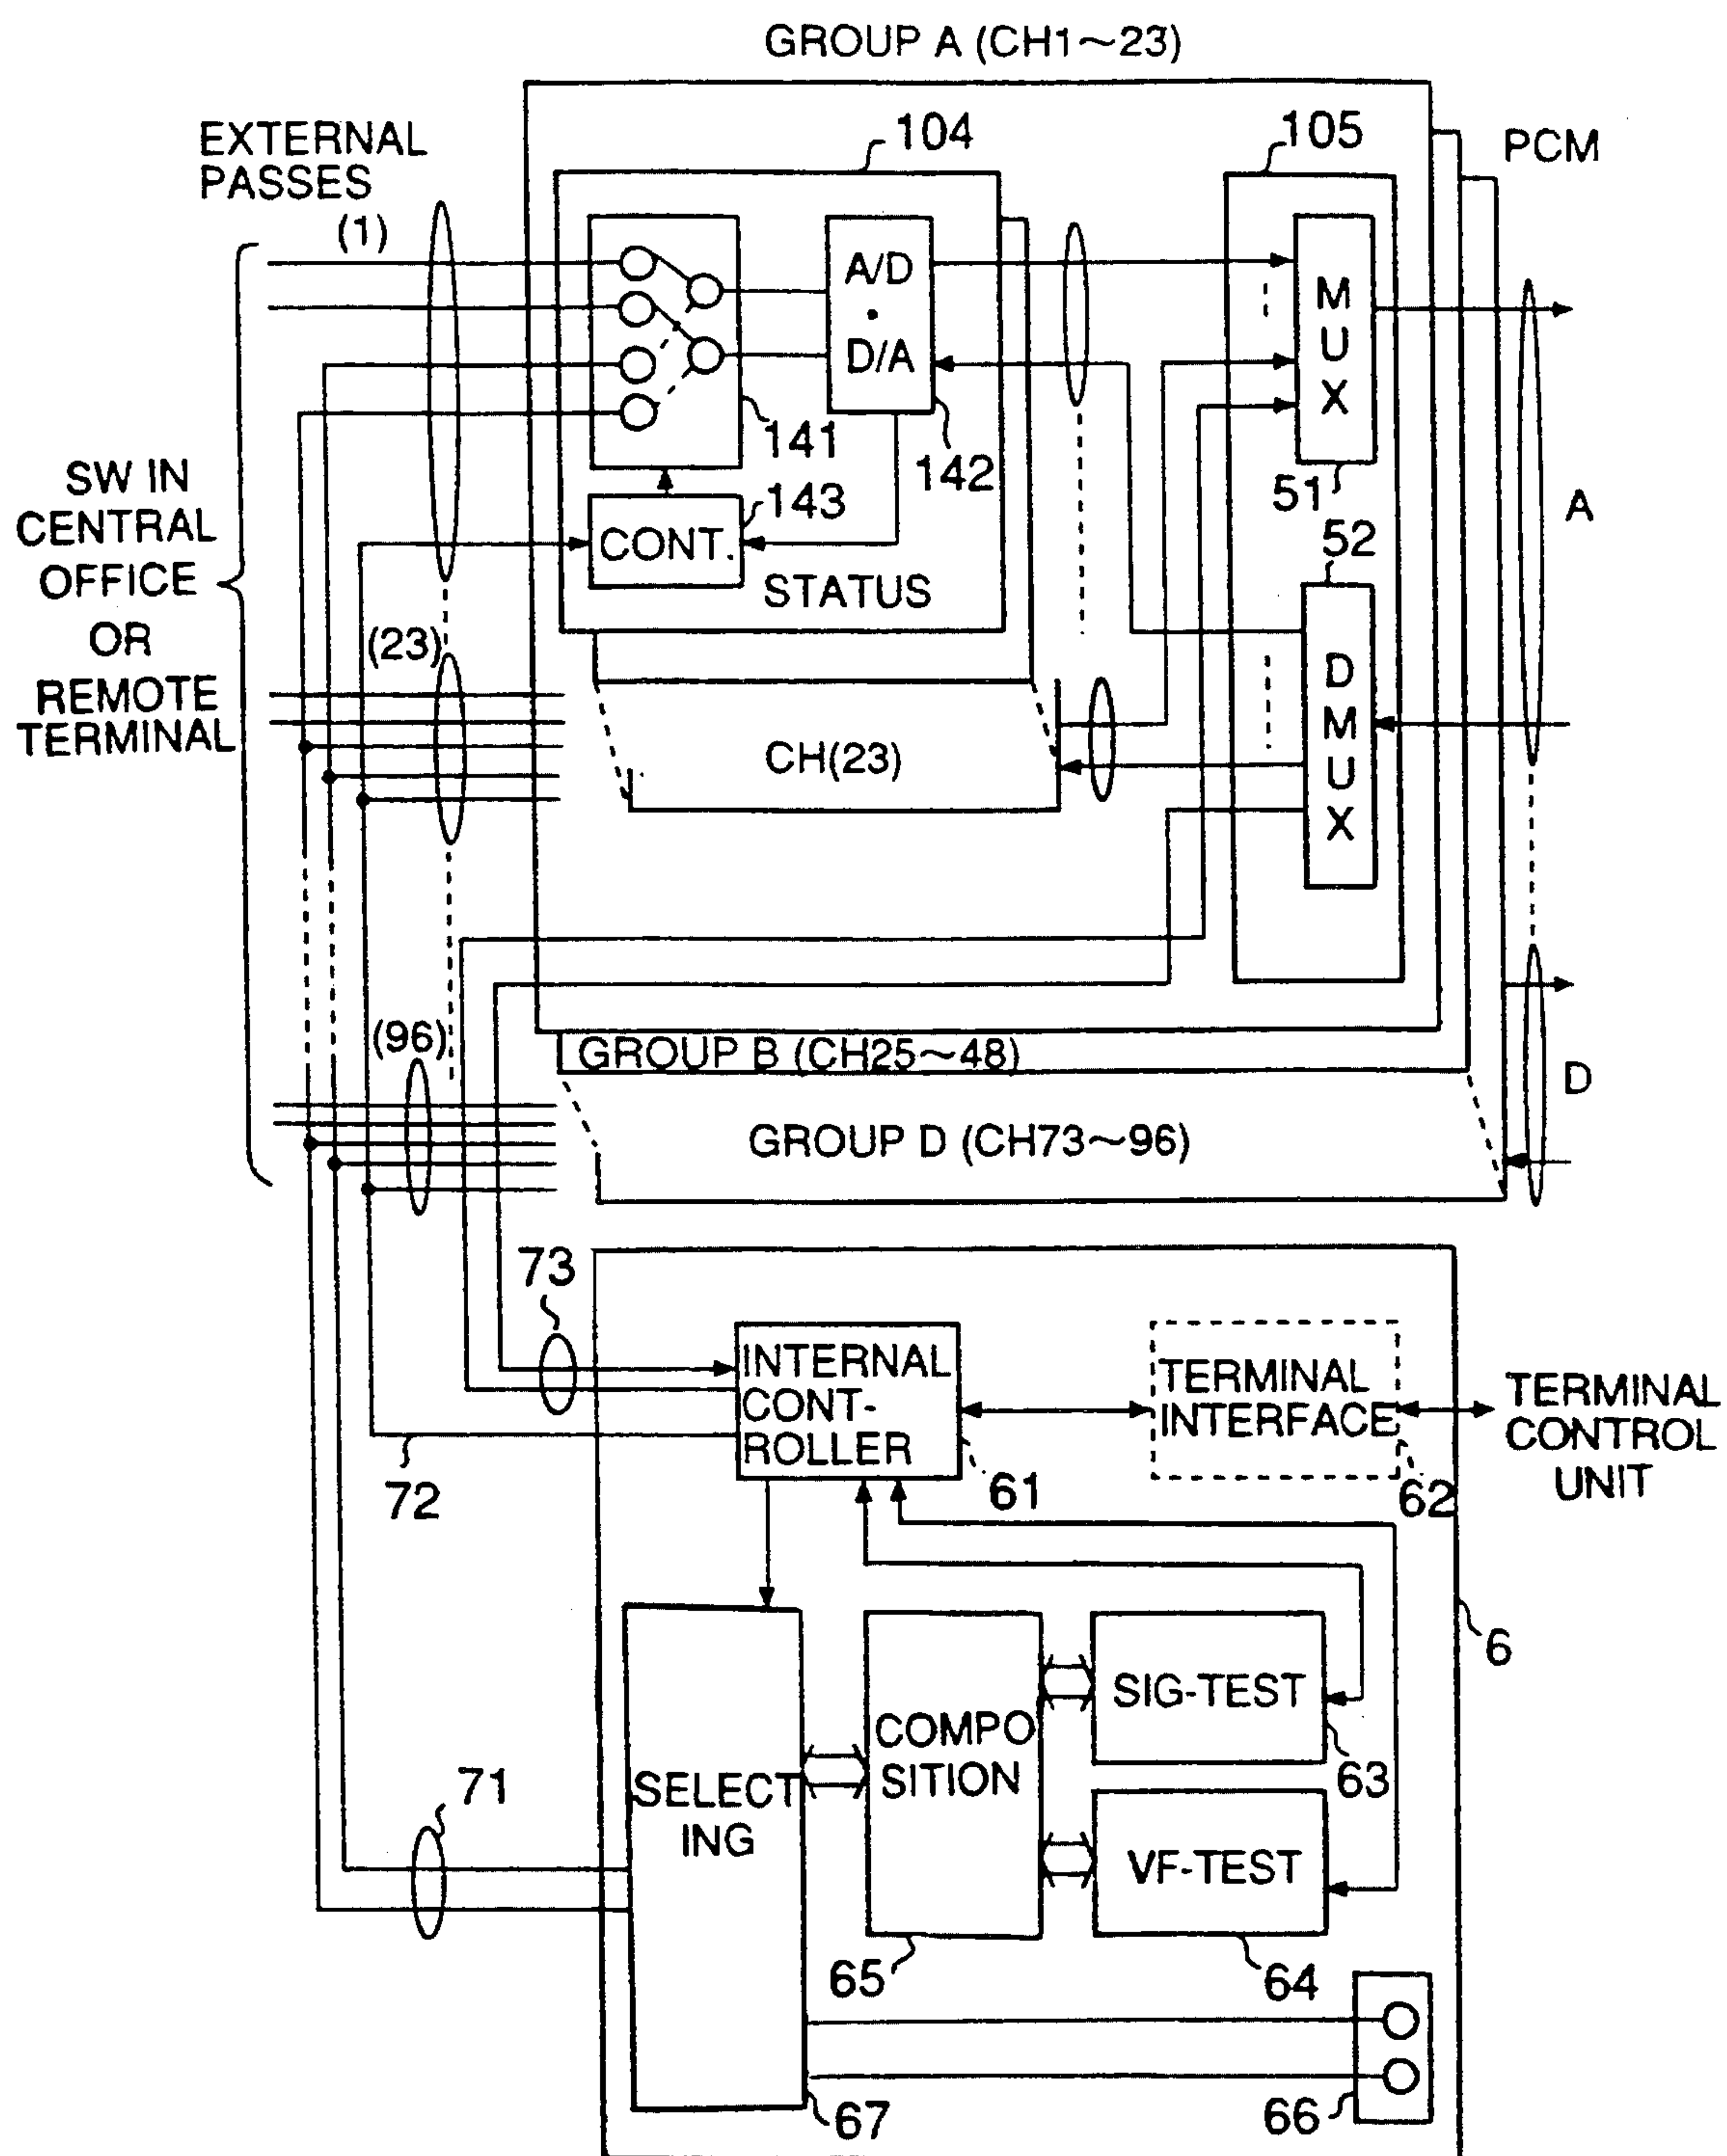 GROUP A (CH1~23)
EXTERNAL
PASSES
(1)
104
105
PCM
A/D
·
D/A
M
U
X
141
142
143
CONT.
STATUS
51
52
A
SW IN
CENTRAL
OFFICE
OR
REMOTE
TERMINAL
(23)
CH(23)
D
M
U
X
(96)
GROUP B (CH25~48)
D
GROUP D (CH73~96)
73
INTERNAL
CONT-
ROLLER
TERMINAL
INTERFACE
TERMINAL
CONTROL
UNIT
72
61
62
6
SELECT
ING
COMPO
SITION
SIG-TEST
63
71
VF-TEST
65
64
67
66